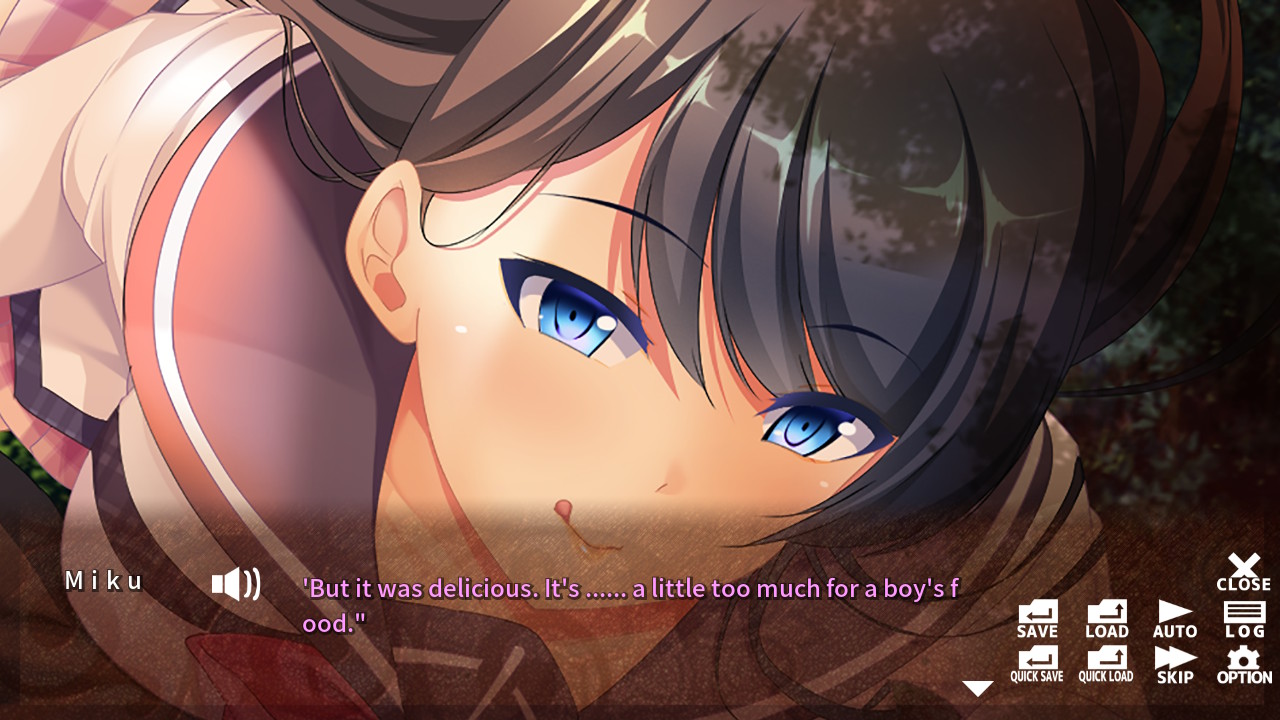 Miku
'But it was delicious. It's ...... a little too much for a boy's f
ood."
CLOSE
SAVE
LOAD
AUTO
LOG
QUICK SAVE
QUICK LOAD
SKIP
OPTION